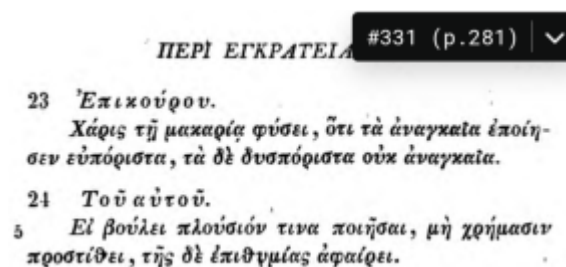 ΠΕΡῚ ΕΓΚΡΑΤΕΙΑ
#331 (p.281)
23 Ἐπικούρου.
Χάρις τῇ μακαρίᾳ φύσει, ὅτι τὰ ἀναγκαῖα ἐποίη-
σεν εὐπόριστα, τὰ δὲ δυσπόριστα οὐκ ἀναγκαῖα.
24 Τοῦ αὐτοῦ.
5 Εἰ βούλει πλούσιόν τινα ποιῆσαι, μὴ χρήμασιν
προστίθει, τῆς δὲ ἐπιθυμίας ἀφαίρει.